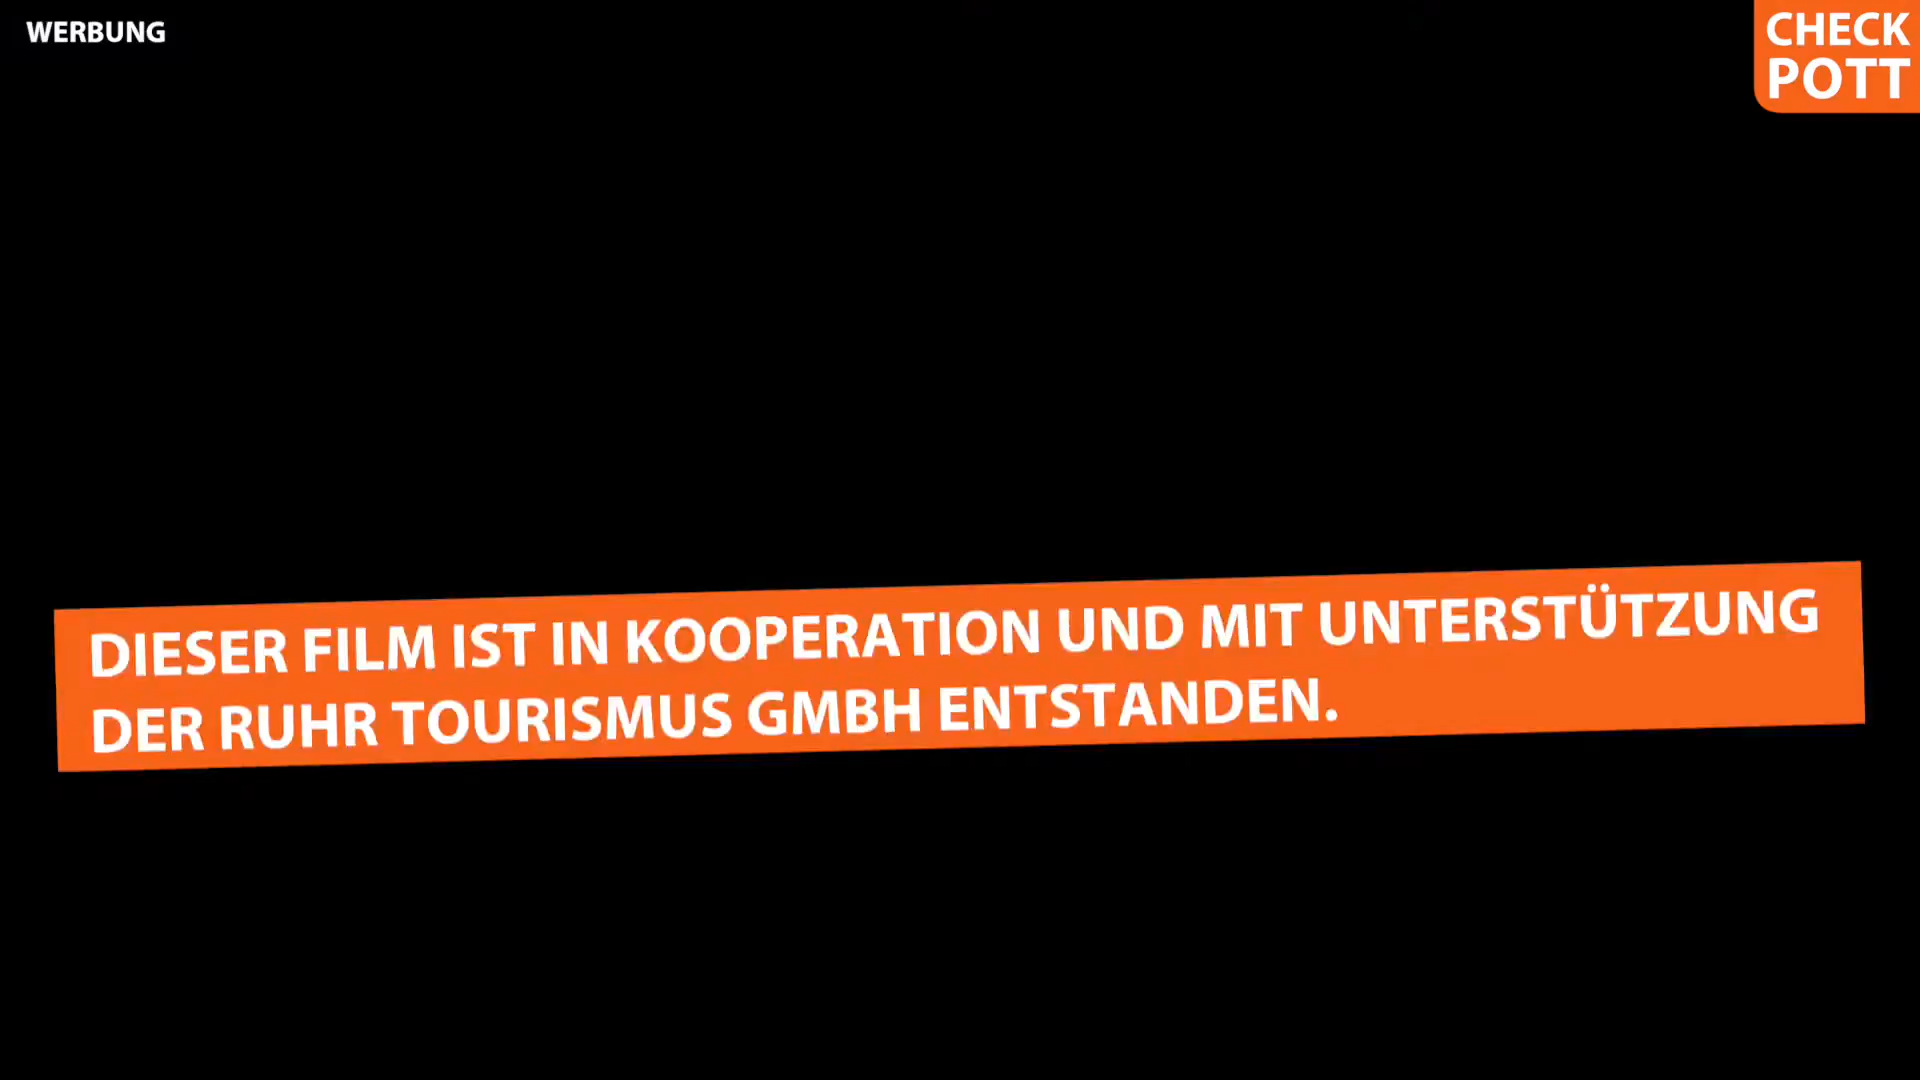 WERBUNG
CHECK
POTT
DIESER FILM IST IN KOOPERATION UND MIT UNTERSTÜTZUNG
DER RUHR TOURISMUS GMBH ENTSTANDEN.